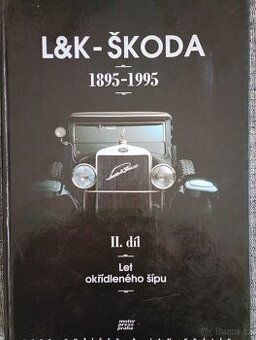 L&K-ŠKODA
1895-1995
II. díl
Let
okřídleného šípu
motor
press
praha